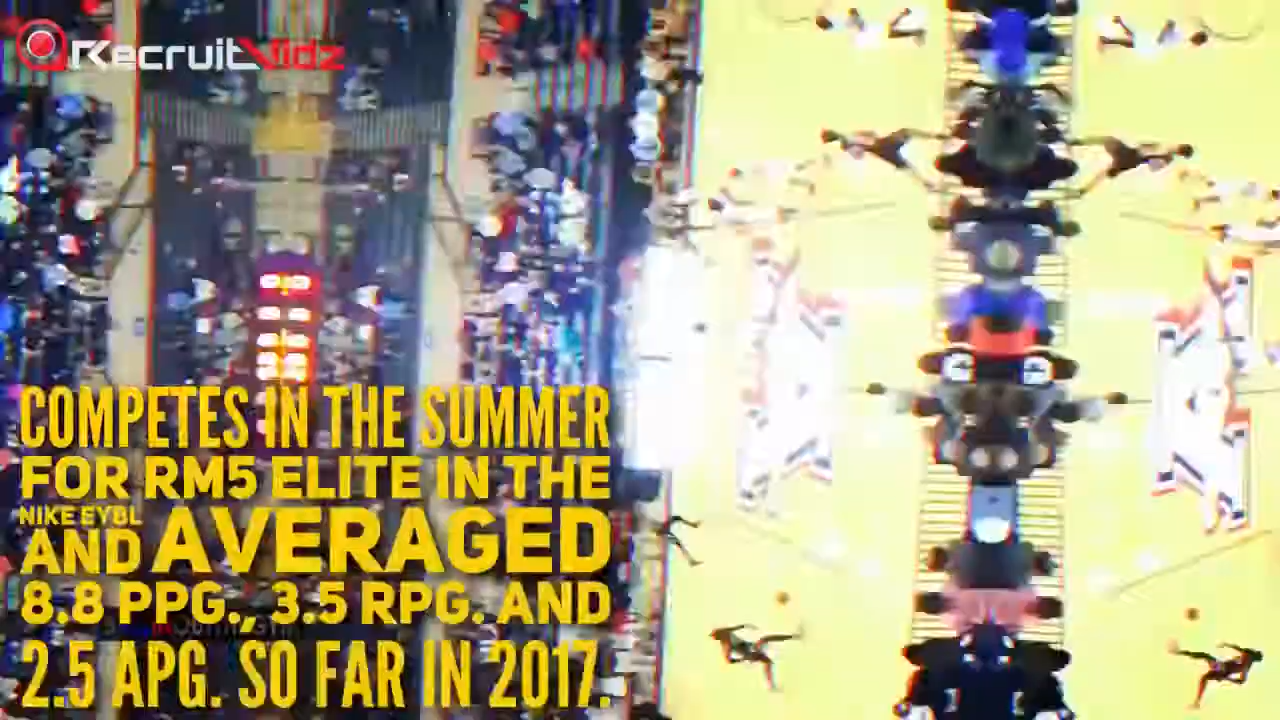 RecruitVidz
COMPETES IN THE SUMMER
FOR RM5 ELITE IN THE
NIKE EYBL
AND AVERAGED
8.8 PPG., 3.5 RPG. AND
2.5 APG. SO FAR IN 2017.